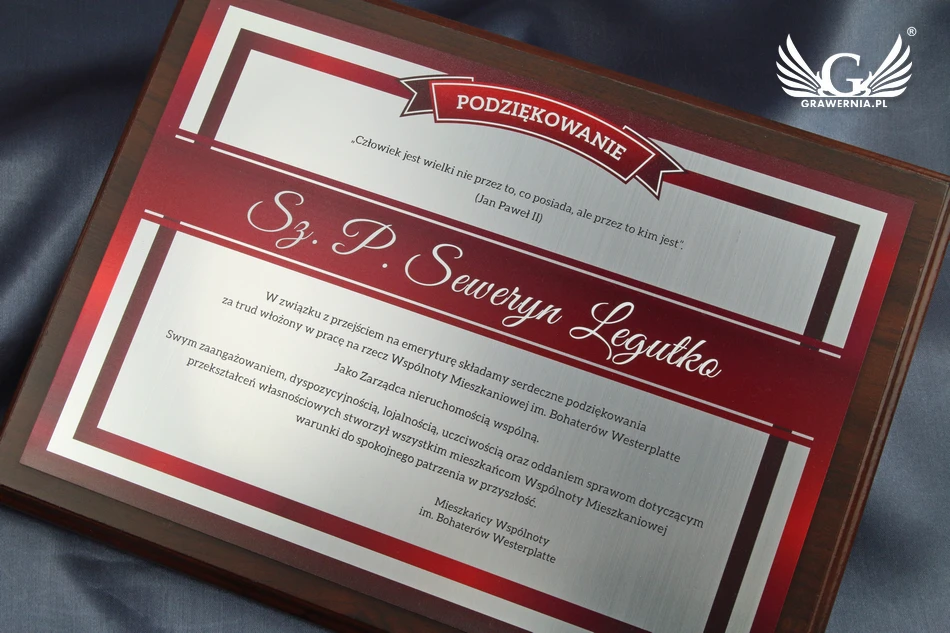 G ®
GRAWERNIA.PL
PODZIĘKOWANIE
„Człowiek jest wielki nie przez to, co posiada, ale przez to kim jest”.
(Jan Paweł II)
Sz. P. Seweryn Legutko
W związku z przejściem na emeryturę składamy serdeczne podziękowania
za trud włożony w pracę na rzecz Wspólnoty Mieszkaniowej im. Bohaterów Westerplatte
Jako Zarządca nieruchomością wspólną.
Swym zaangażowaniem, dyspozycyjnością, lojalnością, uczciwością oraz oddaniem sprawom dotyczącym
przekształceń własnościowych stworzył wszystkim mieszkańcom Wspólnoty Mieszkaniowej
warunki do spokojnego patrzenia w przyszłość.
Mieszkańcy Wspólnoty
im. Bohaterów Westerplatte